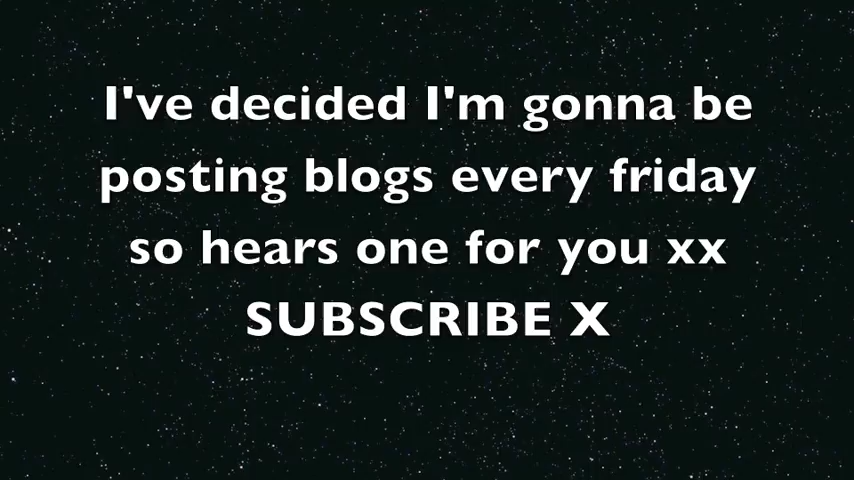 I've decided I'm gonna be
posting blogs every friday
so hears one for you xx
SUBSCRIBE X